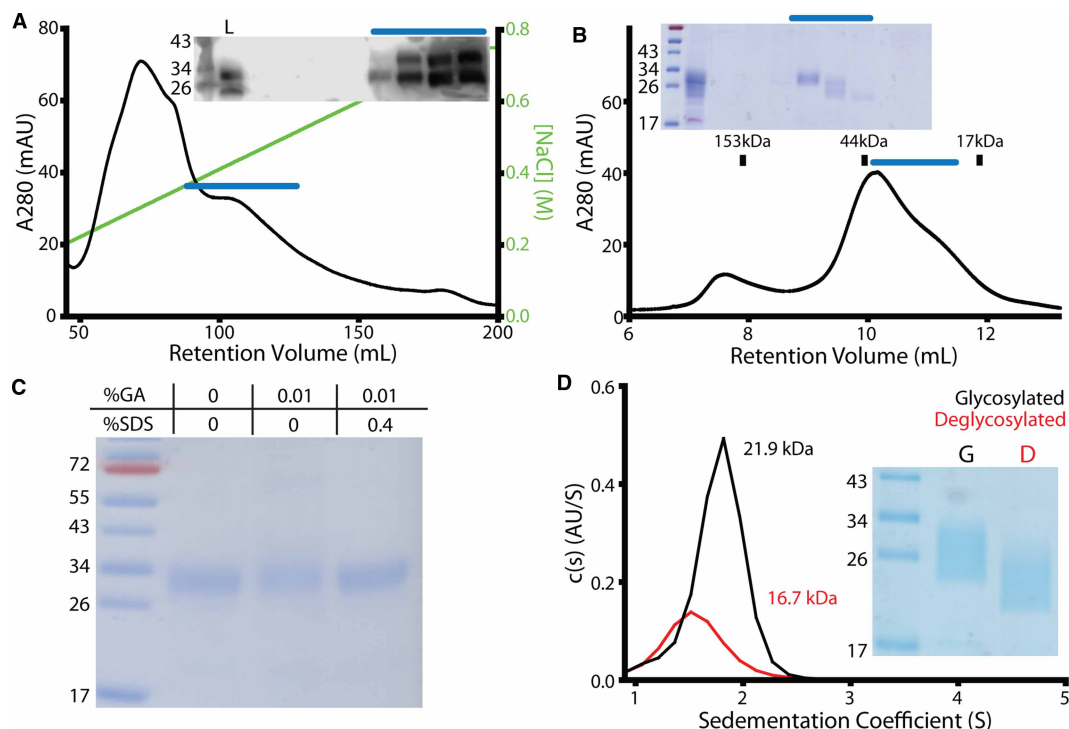 A
80
60
40
20
0
A280 (mAU)
50
100
150
200
Retention Volume (mL)
0.8
0.6
0.4
0.2
0.0
[NaCl] (M)
L
43
34
26
B
60
40
20
0
A280 (mAU)
6
8
10
12
Retention Volume (mL)
43
34
26
17
153kDa
44kDa
17kDa
C
%GA 0 0.01 0.01
%SDS 0 0 0.4
72
55
43
34
26
17
D
0.6
0.4
0.2
0.0
c(s) (AU/S)
1
2
3
4
5
Sedementation Coefficient (S)
21.9 kDa
16.7 kDa
Glycosylated
Deglycosylated
G D
43
34
26
17